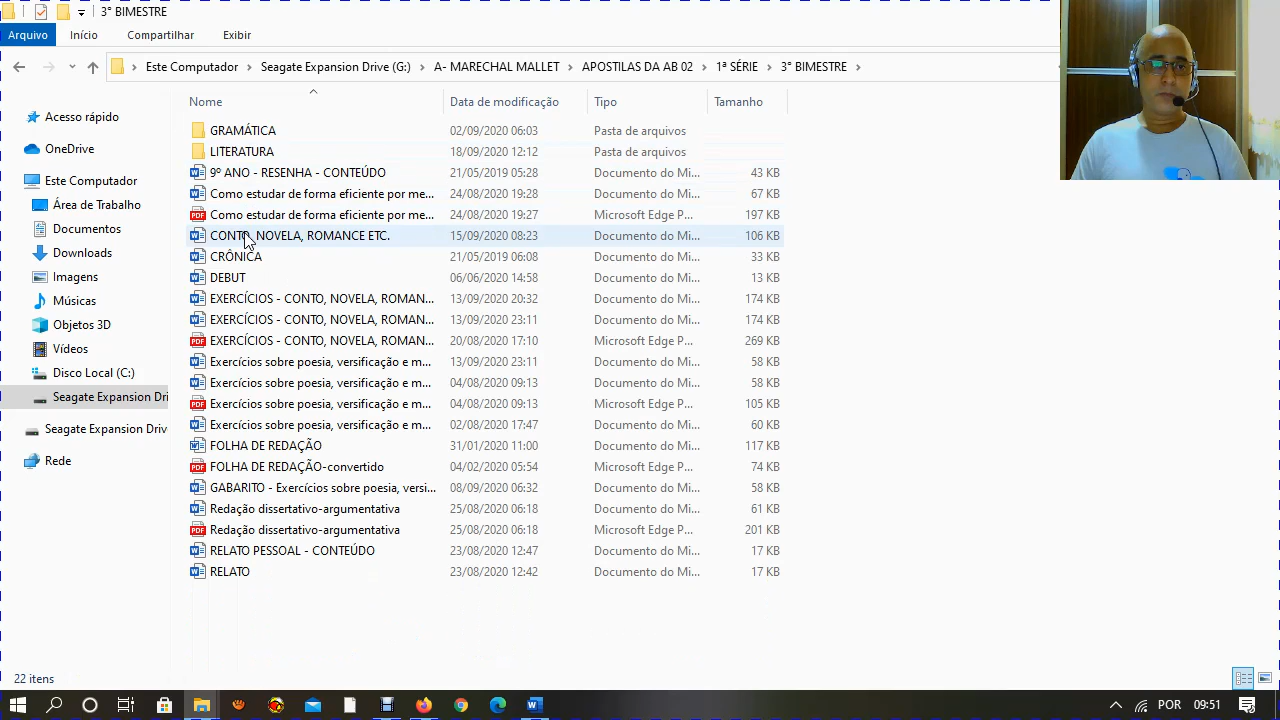 3° BIMESTRE
Arquivo Início Compartilhar Exibir
Este Computador Seagate Expansion Drive (G:) A- MARECHAL MALLET APOSTILAS DA AB 02 1ª SÉRIE 3° BIMESTRE
Nome Data de modificação Tipo Tamanho
GRAMÁTICA 02/09/2020 06:03 Pasta de arquivos
LITERATURA 18/09/2020 12:12 Pasta de arquivos
9º ANO - RESENHA - CONTEÚDO 21/05/2019 05:28 Documento do Mi... 43 KB
Como estudar de forma eficiente por me... 24/08/2020 19:28 Documento do Mi... 67 KB
Como estudar de forma eficiente por me... 24/08/2020 19:27 Microsoft Edge P... 197 KB
CONTO, NOVELA, ROMANCE ETC. 15/09/2020 08:23 Documento do Mi... 106 KB
CRÔNICA 21/05/2019 06:08 Documento do Mi... 33 KB
DEBUT 06/06/2020 14:58 Documento do Mi... 13 KB
EXERCÍCIOS - CONTO, NOVELA, ROMAN... 13/09/2020 20:32 Documento do Mi... 174 KB
EXERCÍCIOS - CONTO, NOVELA, ROMAN... 13/09/2020 23:11 Documento do Mi... 174 KB
EXERCÍCIOS - CONTO, NOVELA, ROMAN... 20/08/2020 17:10 Microsoft Edge P... 269 KB
Exercícios sobre poesia, versificação e m... 13/09/2020 23:11 Documento do Mi... 58 KB
Exercícios sobre poesia, versificação e m... 04/08/2020 09:13 Documento do Mi... 58 KB
Exercícios sobre poesia, versificação e m... 04/08/2020 09:13 Microsoft Edge P... 105 KB
Exercícios sobre poesia, versificação e m... 02/08/2020 17:47 Documento do Mi... 60 KB
FOLHA DE REDAÇÃO 31/01/2020 11:00 Documento do Mi... 117 KB
FOLHA DE REDAÇÃO-convertido 04/02/2020 05:54 Microsoft Edge P... 74 KB
GABARITO - Exercícios sobre poesia, versi... 08/09/2020 06:32 Documento do Mi... 58 KB
Redação dissertativo-argumentativa 25/08/2020 06:18 Documento do Mi... 61 KB
Redação dissertativo-argumentativa 25/08/2020 06:18 Microsoft Edge P... 201 KB
RELATO PESSOAL - CONTEÚDO 23/08/2020 12:47 Documento do Mi... 17 KB
RELATO 23/08/2020 12:42 Documento do Mi... 17 KB
Acesso rápido
OneDrive
Este Computador
Área de Trabalho
Documentos
Downloads
Imagens
Músicas
Objetos 3D
Vídeos
Disco Local (C:)
Seagate Expansion Dri
Seagate Expansion Driv
Rede
22 itens
POR 09:51